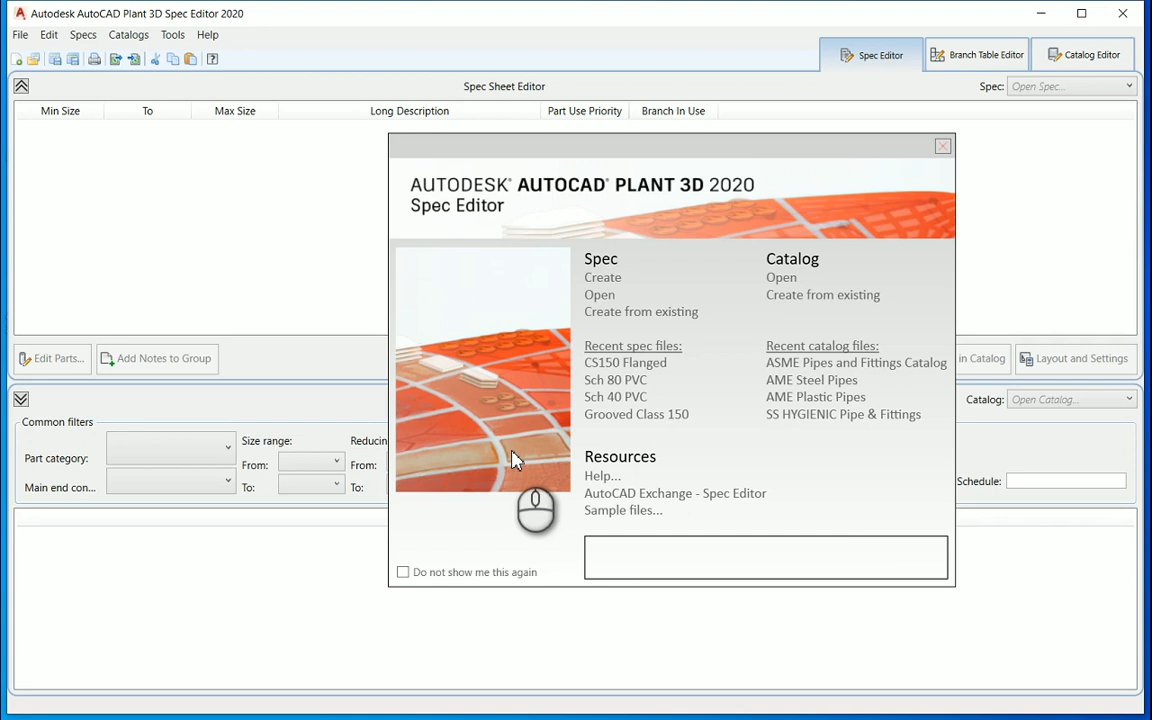 Autodesk AutoCAD Plant 3D Spec Editor 2020
File Edit Specs Catalogs Tools Help
Spec Editor Branch Table Editor Catalog Editor
Spec Sheet Editor
Spec: Open Spec...
Min Size To Max Size Long Description Part Use Priority Branch In Use
AUTODESK® AUTOCAD® PLANT 3D 2020
Spec Editor
Spec
Create
Open
Create from existing
Catalog
Open
Create from existing
Recent spec files:
CS150 Flanged
Sch 80 PVC
Sch 40 PVC
Grooved Class 150
Recent catalog files:
ASME Pipes and Fittings Catalog
AME Steel Pipes
AME Plastic Pipes
SS HYGIENIC Pipe & Fittings
Resources
Help...
AutoCAD Exchange - Spec Editor
Sample files...
Do not show me this again
Edit Parts... Add Notes to Group
in Catalog Layout and Settings
Catalog: Open Catalog...
Common filters
Part category:
Main end con...
Size range:
From:
To:
Reducin
From:
To:
Schedule: